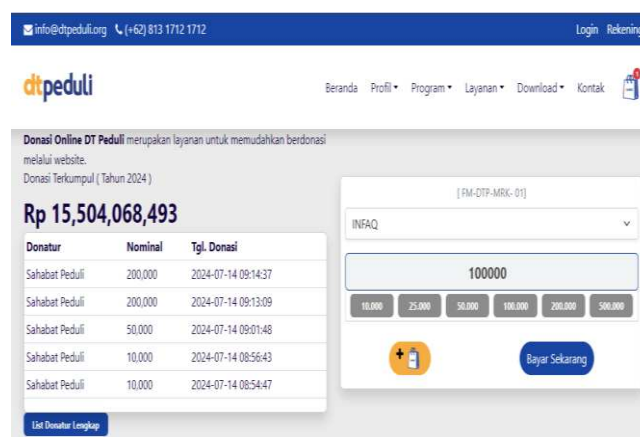 info@dtpeduli.org (+62) 813 1712 1712 Login Rekening
dtpeduli Beranda Profil Program Layanan Download Kontak 1
Donasi Online DT Peduli merupakan layanan untuk memudahkan berdonasi
melalui website.
Donasi Terkumpul ( Tahun 2024 )
Rp 15,504,068,493
Donatur Nominal Tgl. Donasi
Sahabat Peduli 200,000 2024-07-14 09:14:37
Sahabat Peduli 200,000 2024-07-14 09:13:09
Sahabat Peduli 50,000 2024-07-14 09:01:48
Sahabat Peduli 10,000 2024-07-14 08:56:43
Sahabat Peduli 10,000 2024-07-14 08:54:47
List Donatur Lengkap
[ FM-DTP-MRK- 01]
INFAQ
100000
10.000 25.000 50.000 100.000 200.000 500.000
+ Bayar Sekarang